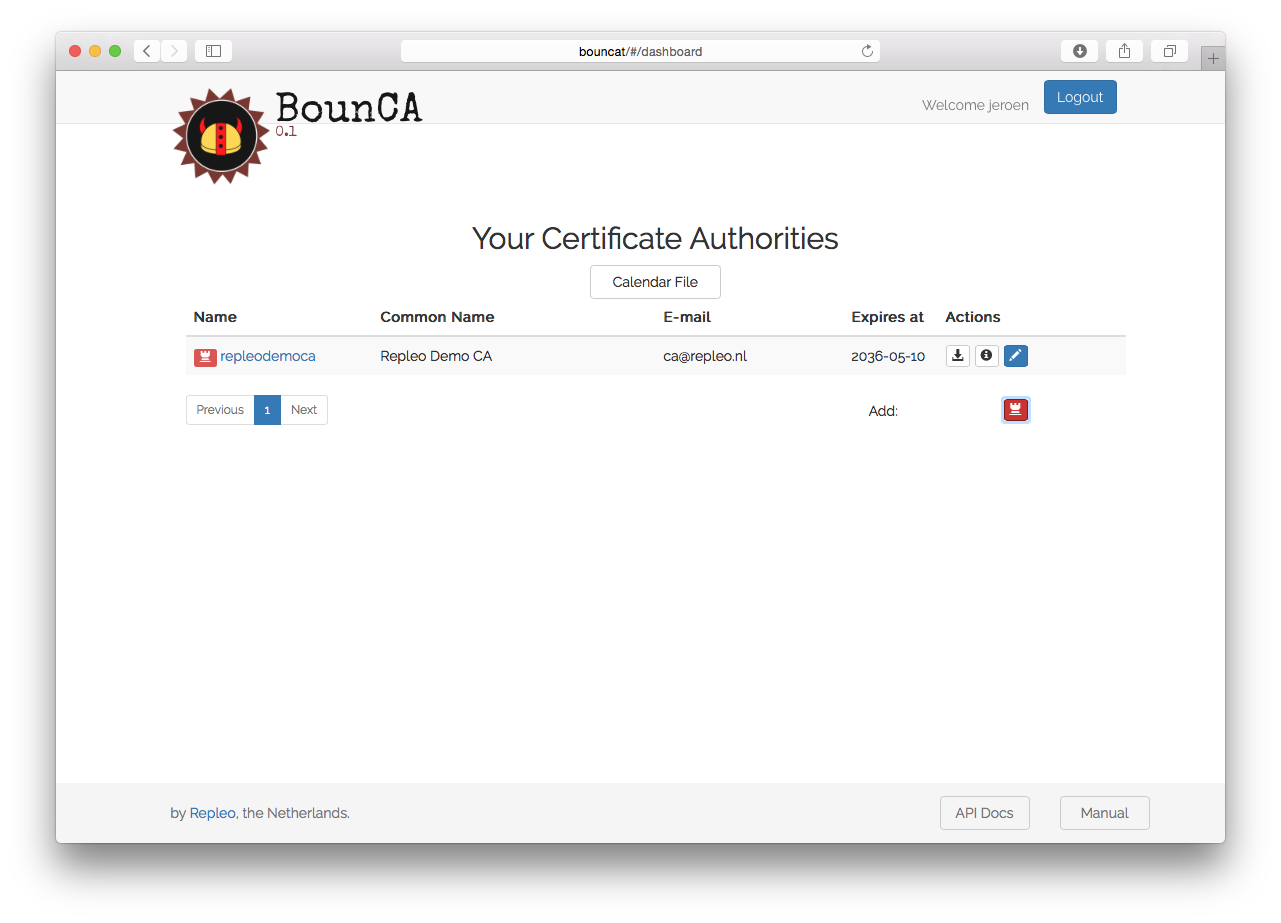 bouncat/#/dashboard
BounCA
0.1
Welcome jeroen
Logout
Your Certificate Authorities
Calendar File
Name Common Name E-mail Expires at Actions
repleodemoca Repleo Demo CA ca@repleo.nl 2036-05-10
Previous 1 Next Add:
by Repleo, the Netherlands. API Docs Manual